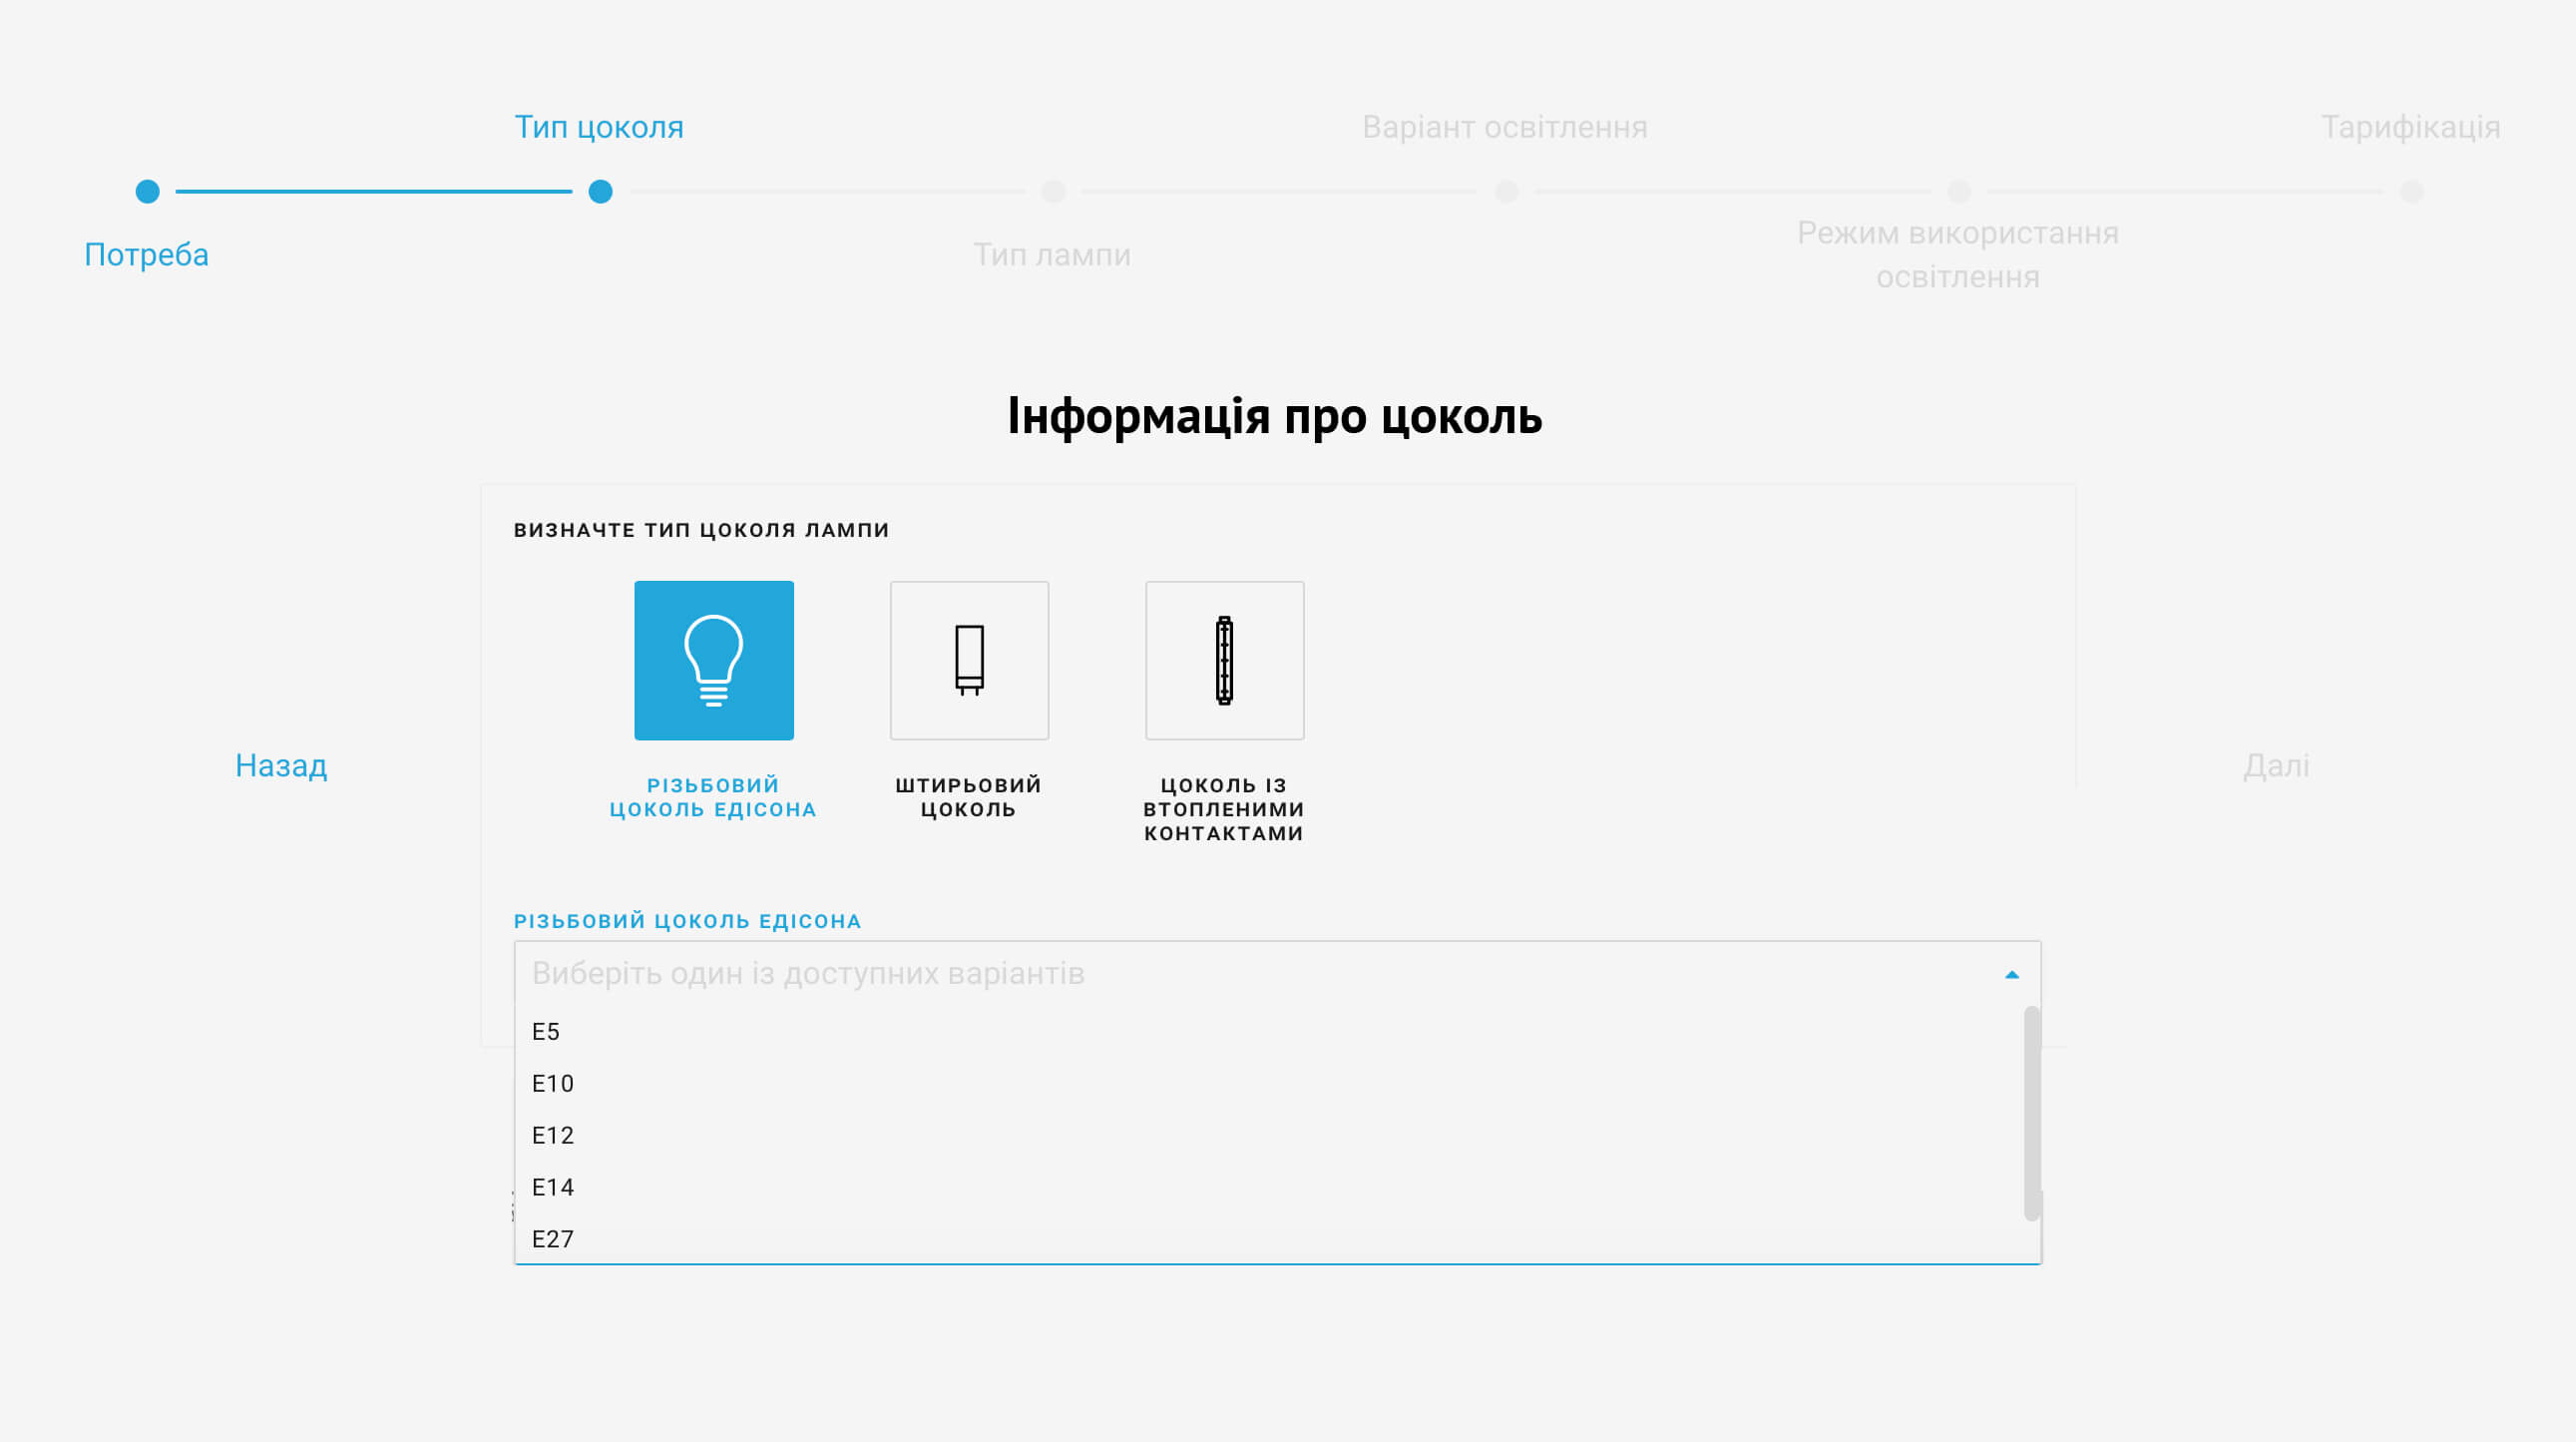 Тип цоколя
Варіант освітлення
Тарифікація
Потреба
Тип лампи
Режим використання
освітлення
Інформація про цоколь
ВИЗНАЧТЕ ТИП ЦОКОЛЯ ЛАМПИ
РІЗЬБОВИЙ
ЦОКОЛЬ ЕДІСОНА
ШТИРЬОВИЙ
ЦОКОЛЬ
ЦОКОЛЬ ІЗ
ВТОПЛЕНИМИ
КОНТАКТАМИ
Назад
Далі
РІЗЬБОВИЙ ЦОКОЛЬ ЕДІСОНА
Виберіть один із доступних варіантів
E5
E10
E12
E14
E27